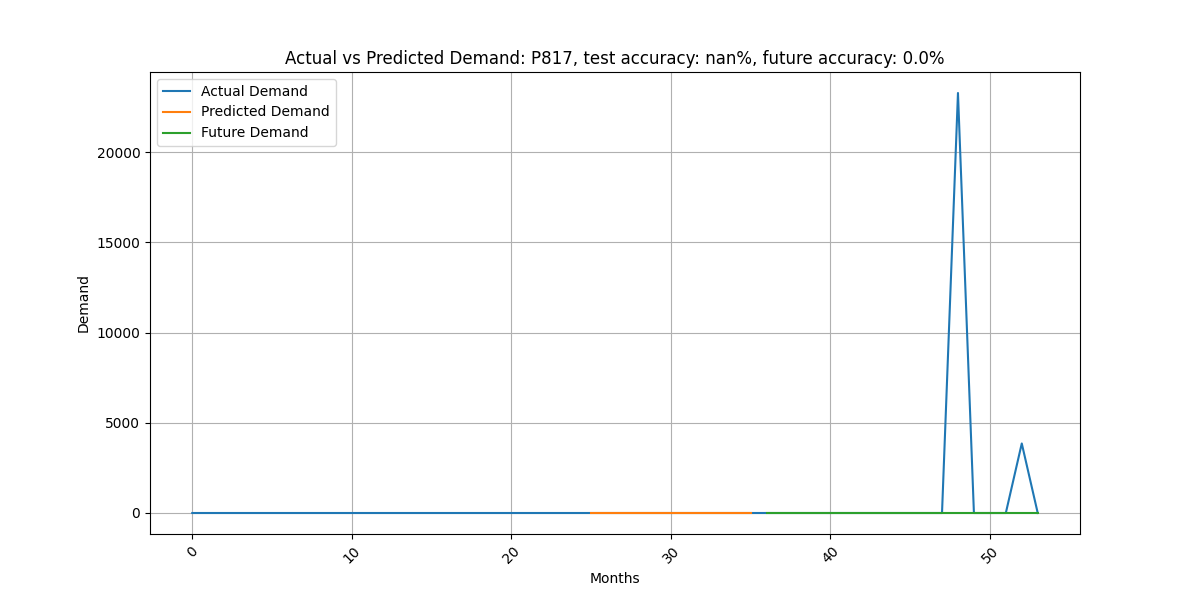 Actual vs Predicted Demand: P817, test accuracy: nan%, future accuracy: 0.0%
Actual Demand
Predicted Demand
Future Demand
20000
15000
10000
5000
0
Demand
0
10
20
30
40
50
Months